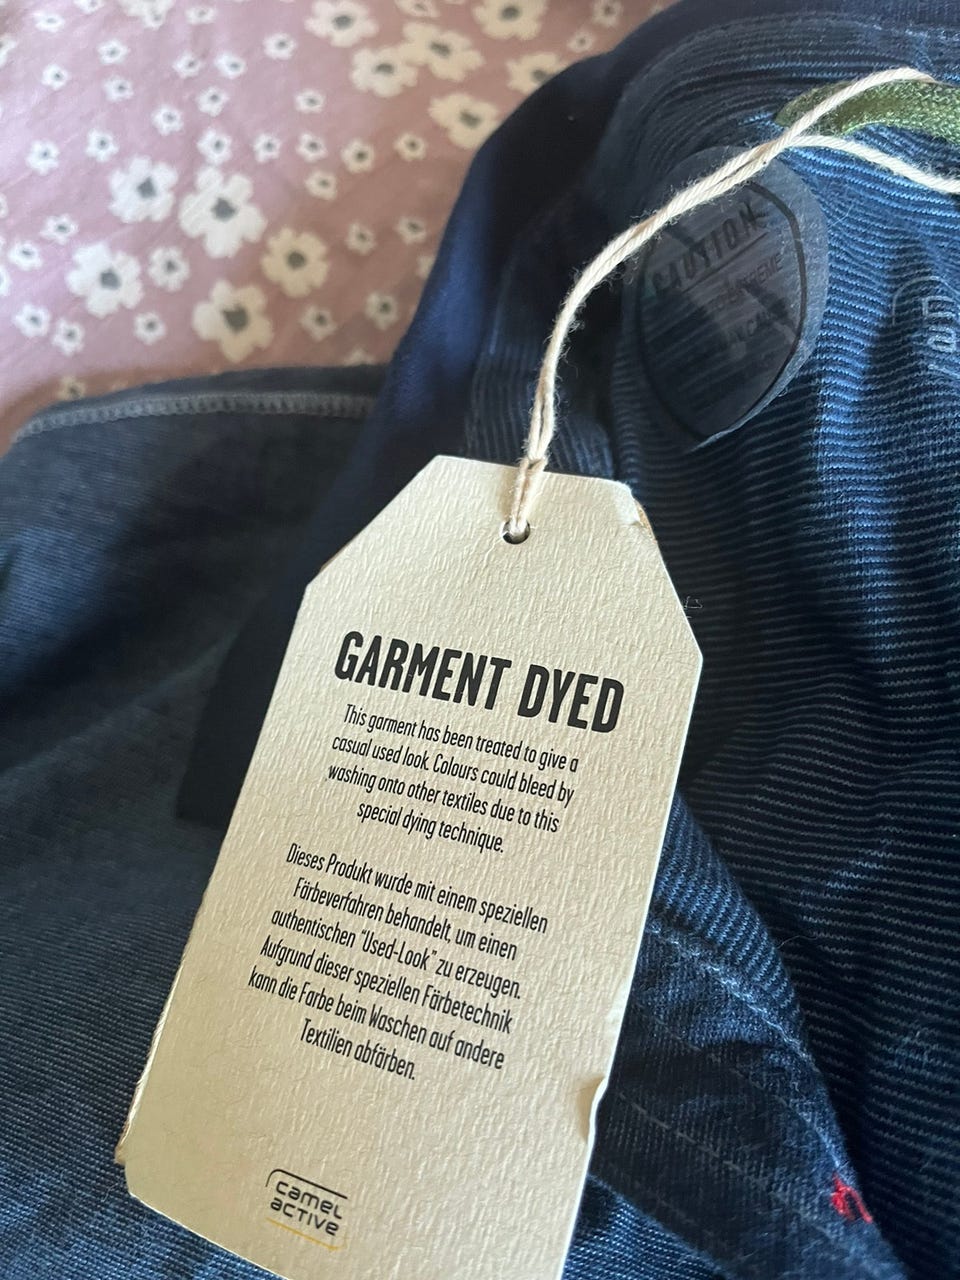 CAUTION
GARMENT DYED
This garment has been treated to give a
casual used look. Colours could bleed by
washing onto other textiles due to this
special dying technique.
Dieses Produkt wurde mit einem speziellen
Färbeverfahren behandelt, um einen
authentischen "Used-Look" zu erzeugen.
Aufgrund dieser speziellen Färbetechnik
kann die Farbe beim Waschen auf andere
Textilien abfärben.
camel
active